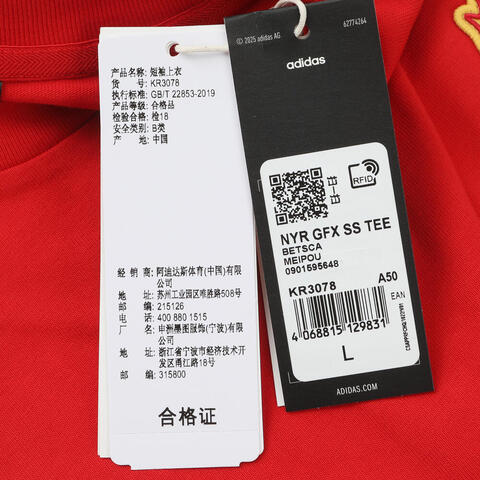 产品名称: 短袖上衣
货 号: KR3078
执行标准: GB/T 22853-2019
产品等级: 合格品
检验合格: 检18
安全类别: B类
产 地: 中国
经 销 商: 阿迪达斯体育(中国)有限
公司
地 址: 苏州工业园区唯胜路508号
邮 编: 215126
电 话: 400 880 1515
厂 名: 申洲墨图服饰(宁波)有限
公司
地 址: 浙江省宁波市经济技术开
发区甬江路18号
邮 编: 315800
合格证
© 2025 adidas AG
62774264
adidas
RFID
NYR GFX SS TEE
BETSCA
MEIPOU
0901595648
KR3078
A50
EAN
4 068815 129831
L
ADIDAS.COM